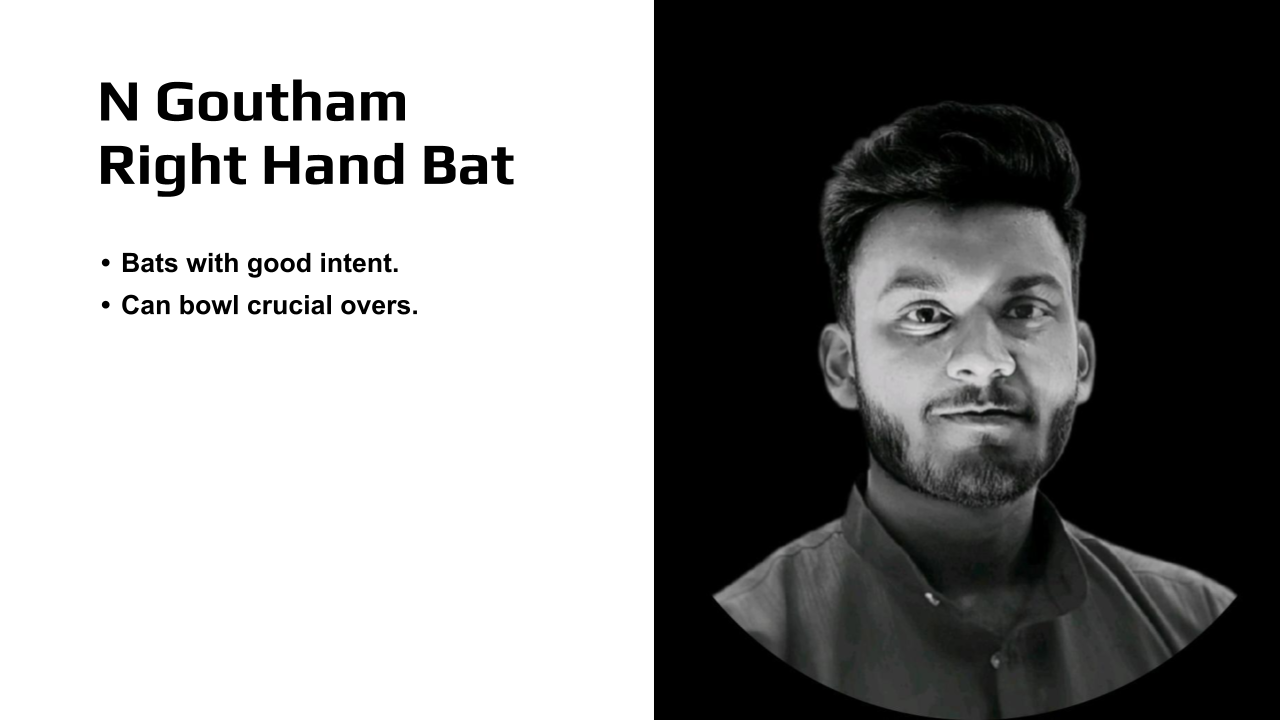 N Goutham
Right Hand Bat
• Bats with good intent.
• Can bowl crucial overs.